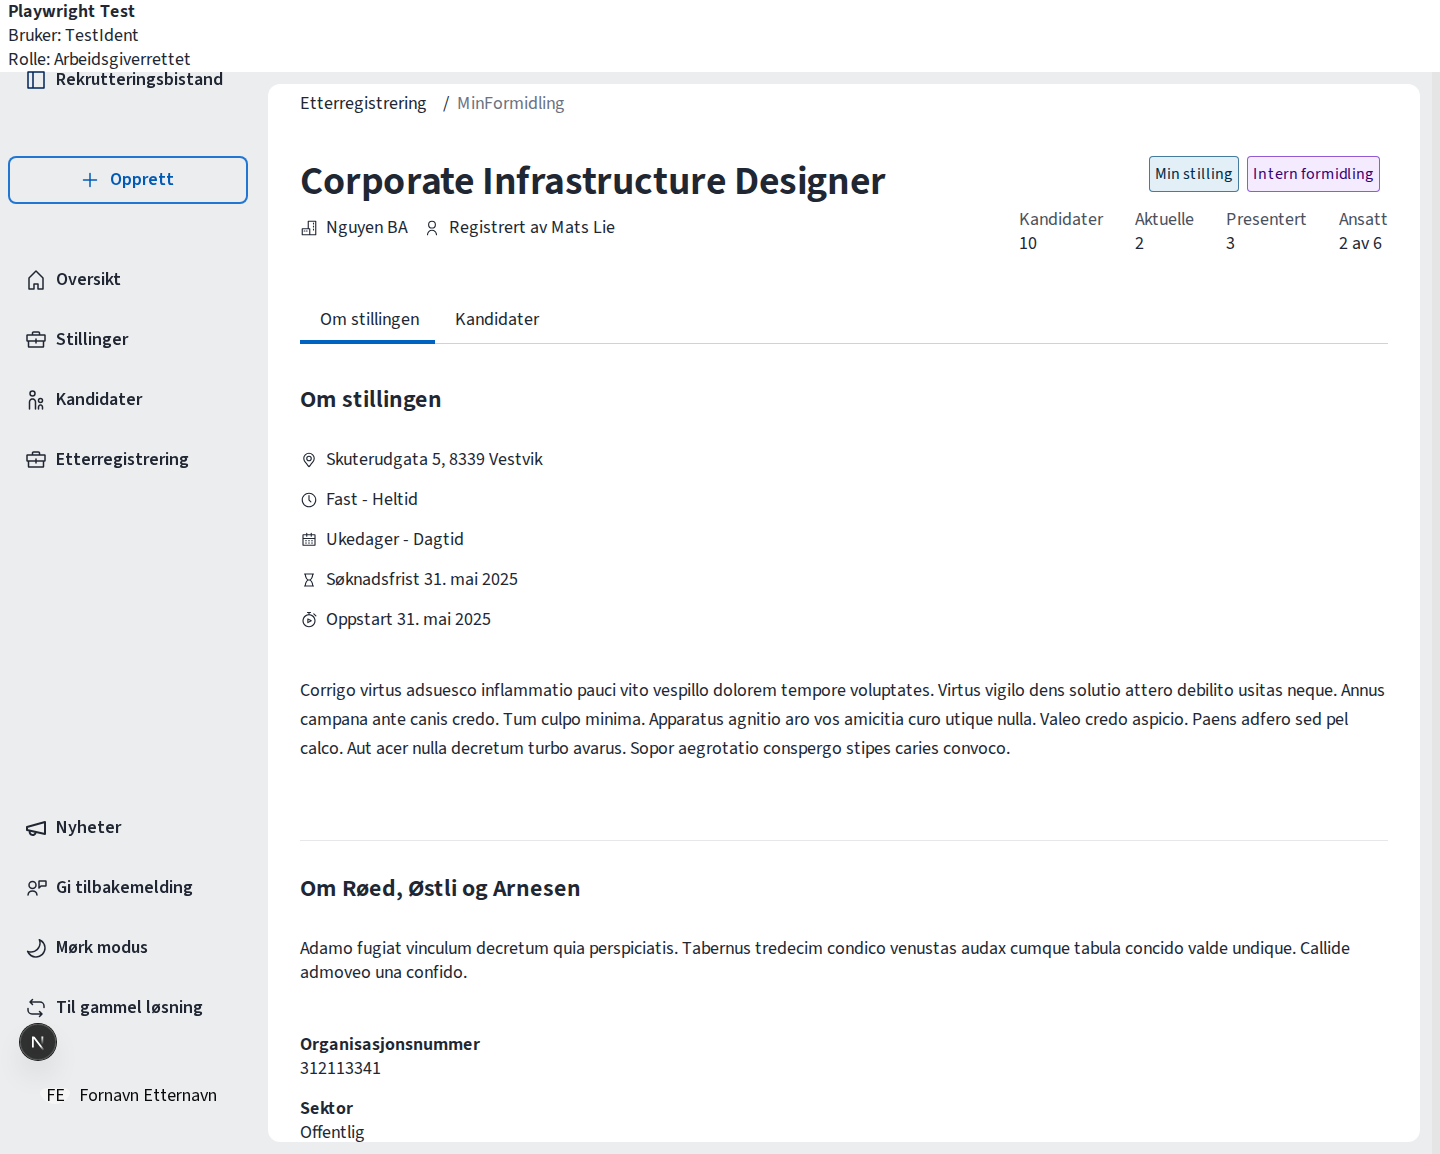 Playwright Test
Bruker: TestIdent
Rolle: Arbeidsgiverrettet
Rekrutteringsbistand
Opprett
Oversikt
Stillinger
Kandidater
Etterregistrering
Nyheter
Gi tilbakemelding
Mørk modus
Til gammel løsning
N
FE Fornavn Etternavn
Etterregistrering / MinFormidling
Corporate Infrastructure Designer
Min stilling Intern formidling
Nguyen BA Registrert av Mats Lie
Kandidater Aktuelle Presentert Ansatt
10 2 3 2 av 6
Om stillingen Kandidater
Om stillingen
Skuterudgata 5, 8339 Vestvik
Fast - Heltid
Ukedager - Dagtid
Søknadsfrist 31. mai 2025
Oppstart 31. mai 2025
Corrigo virtus adsuesco inflammatio pauci vito vespillo dolorem tempore voluptates. Virtus vigilo dens solutio attero debilito usitas neque. Annus
campana ante canis credo. Tum culpo minima. Apparatus agnitio aro vos amicitia curo utique nulla. Valeo credo aspicio. Paens adfero sed pel
calco. Aut acer nulla decretum turbo avarus. Sopor aegrotatio conspergo stipes caries convoco.
Om Røed, Østli og Arnesen
Adamo fugiat vinculum decretum quia perspiciatis. Tabernus tredecim condico venustas audax cumque tabula concido valde undique. Callide
admoveo una confido.
Organisasjonsnummer
312113341
Sektor
Offentlig